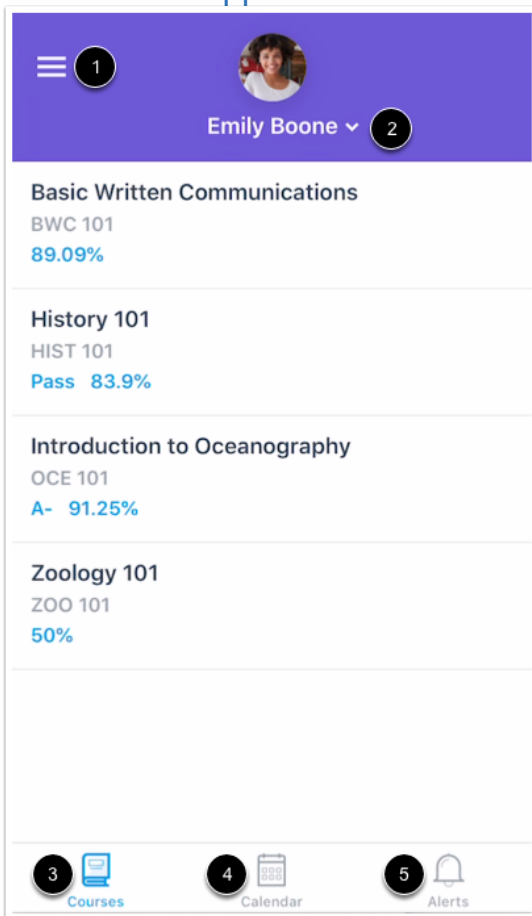 1
Emily Boone
2
Basic Written Communications
BWC 101
89.09%
History 101
HIST 101
Pass 83.9%
Introduction to Oceanography
OCE 101
A- 91.25%
Zoology 101
ZOO 101
50%
3
Courses
4
Calendar
5
Alerts